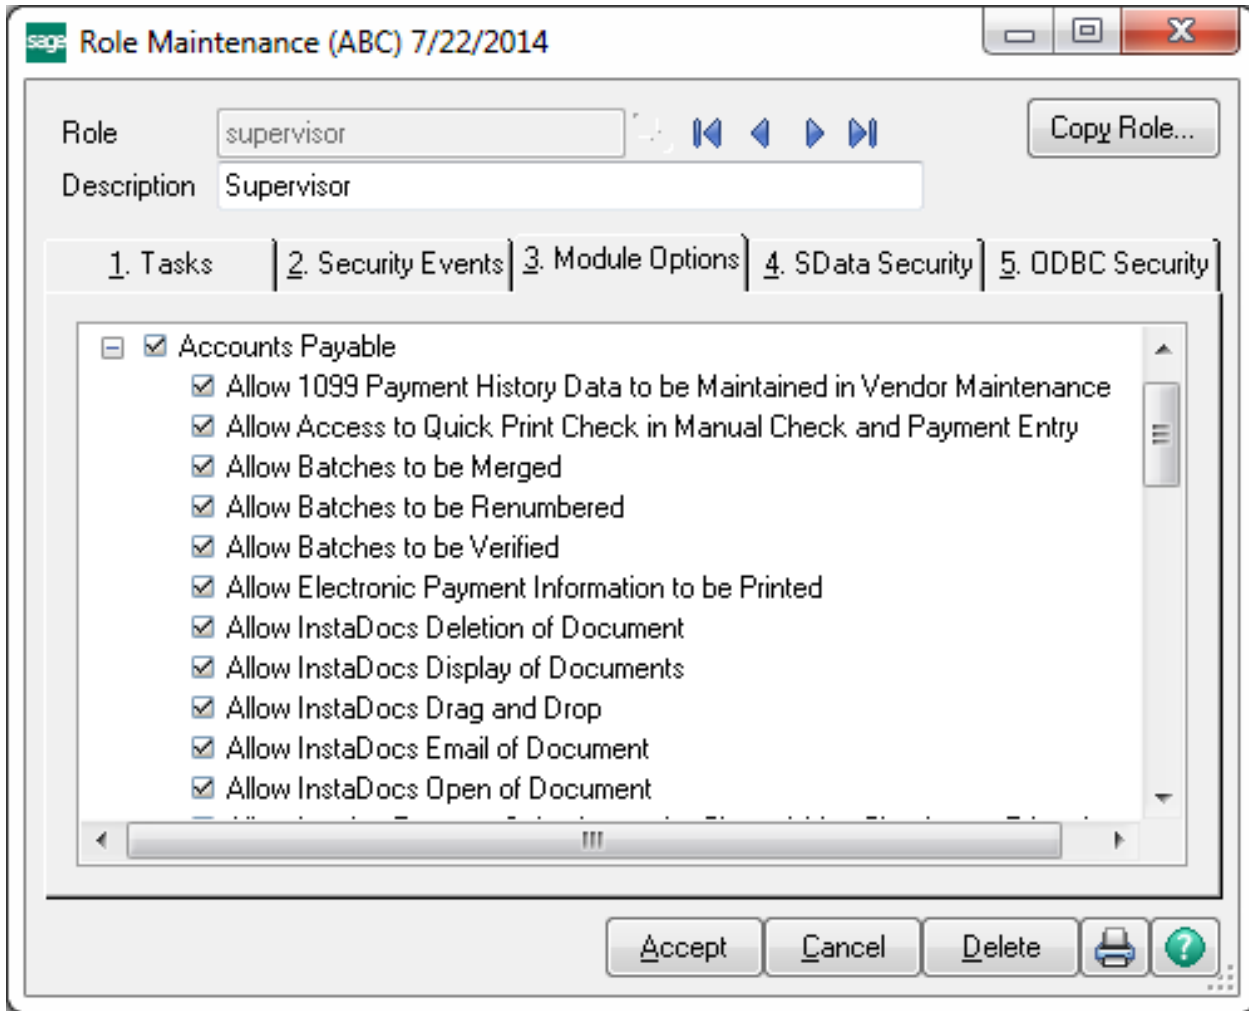 sage Role Maintenance (ABC) 7/22/2014
Role supervisor Copy Role...
Description Supervisor
1. Tasks 2. Security Events 3. Module Options 4. SData Security 5. ODBC Security
Accounts Payable
Allow 1099 Payment History Data to be Maintained in Vendor Maintenance
Allow Access to Quick Print Check in Manual Check and Payment Entry
Allow Batches to be Merged
Allow Batches to be Renumbered
Allow Batches to be Verified
Allow Electronic Payment Information to be Printed
Allow InstaDocs Deletion of Document
Allow InstaDocs Display of Documents
Allow InstaDocs Drag and Drop
Allow InstaDocs Email of Document
Allow InstaDocs Open of Document
Accept Cancel Delete ?